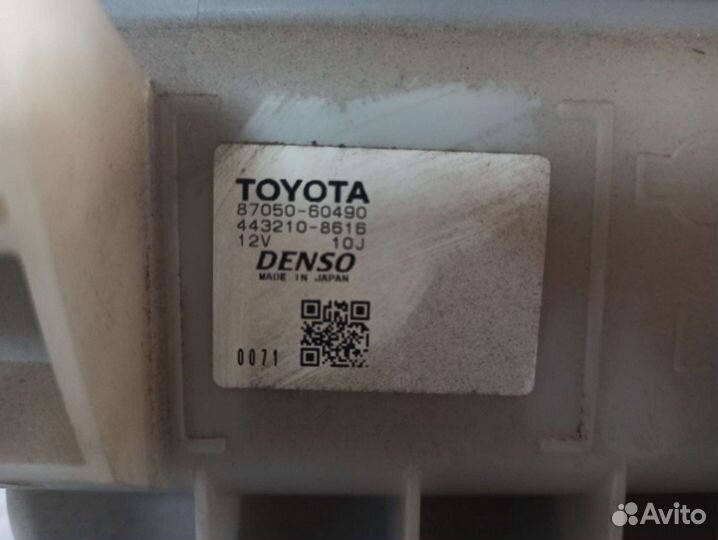 TOYOTA
87050-60490
443210-8616
12V 10J
DENSO
MADE IN JAPAN
0071
Avito